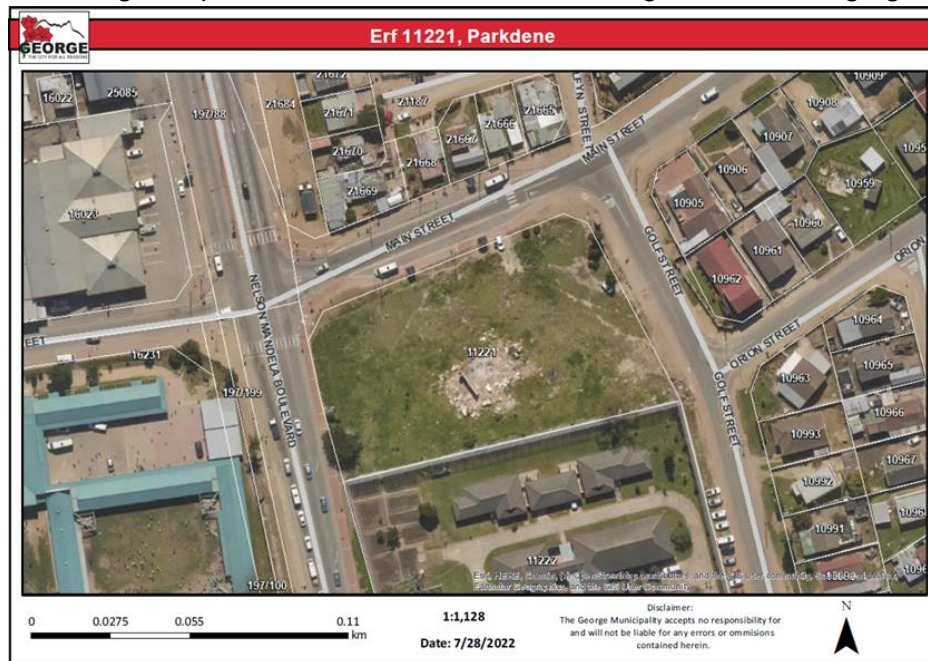 GEORGE
THE CITY FOR ALL REASONS
Erf 11221, Parkdene
16022
25085
197/88
21684
21672
21671
21187
21670
21668
21667
21666
21665
21669
16023
MAIN STREET
MAIN STREET
GOLF STREET
10905
10906
10907
10908
10909
10959
10960
10961
10962
ORION
ORION STREET
NELSON MANDELA BOULEVARD
EET
16231
197/199
11221
GOLF STREET
10963
10964
10965
10966
10993
10967
10992
10991
11222
197/100
0 0.0275 0.055 0.11
km
1:1,128
Date: 7/28/2022
Disclaimer:
The George Municipality accepts no responsibility for
and will not be liable for any errors or ommisions
contained herein.
N